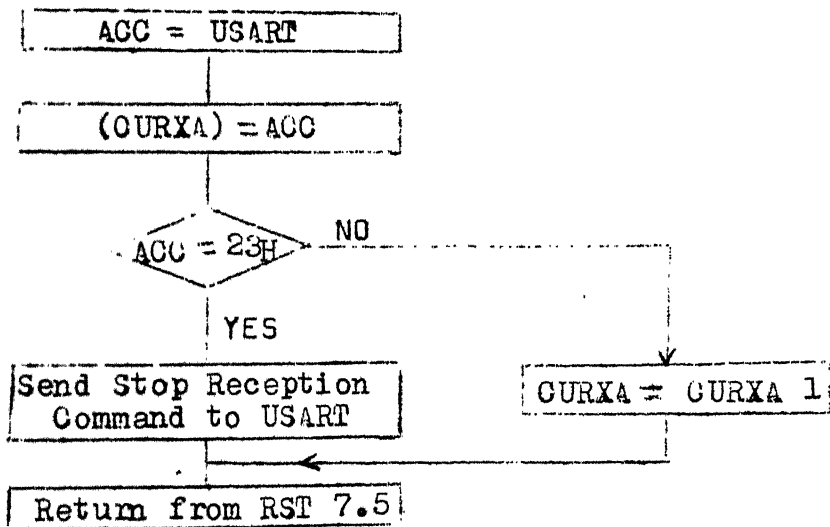 ACC = USART
(CURXA) = ACC
ACC = 23H
NO
YES
Send Stop Reception
Command to USART
CURXA = CURXA 1
Return from RST 7.5